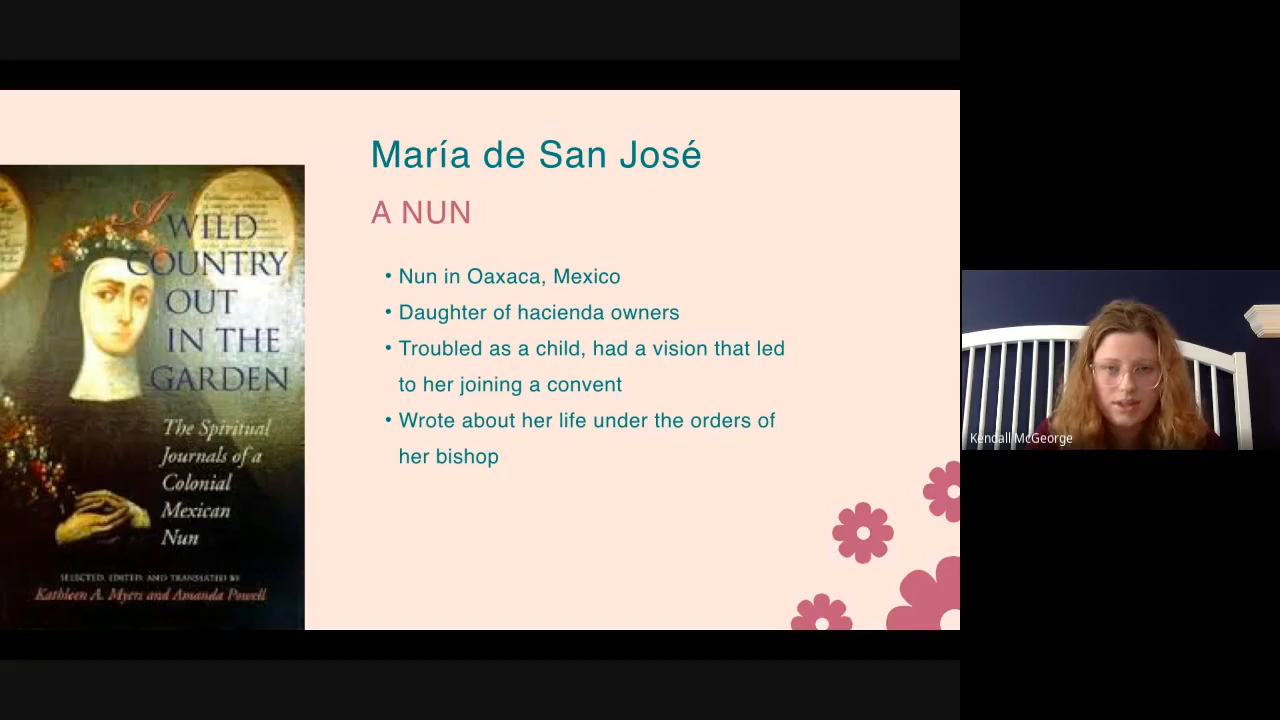 María de San José
A NUN
• Nun in Oaxaca, Mexico
• Daughter of hacienda owners
• Troubled as a child, had a vision that led
to her joining a convent
• Wrote about her life under the orders of
her bishop
A WILD
COUNTRY
OUT
IN THE
GARDEN
The Spiritual
Journals of a
Colonial
Mexican
Nun
SELECTED, EDITED, AND TRANSLATED BY
Kathleen A. Myers and Amanda Powell
Kendall McGeorge